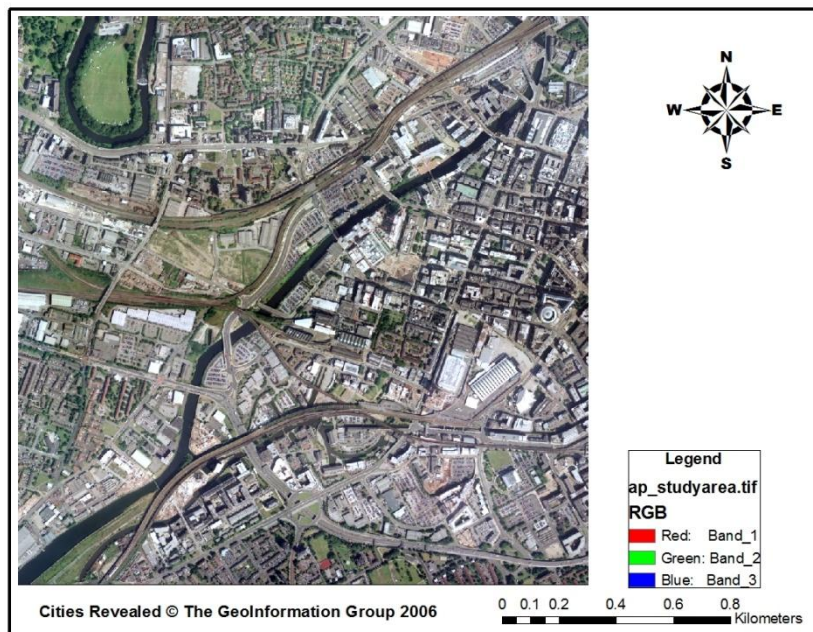 N
W E
S
Legend
ap_studyarea.tif
RGB
Red: Band_1
Green: Band_2
Blue: Band_3
Cities Revealed © The GeoInformation Group 2006
0 0.1 0.2 0.4 0.6 0.8
Kilometers